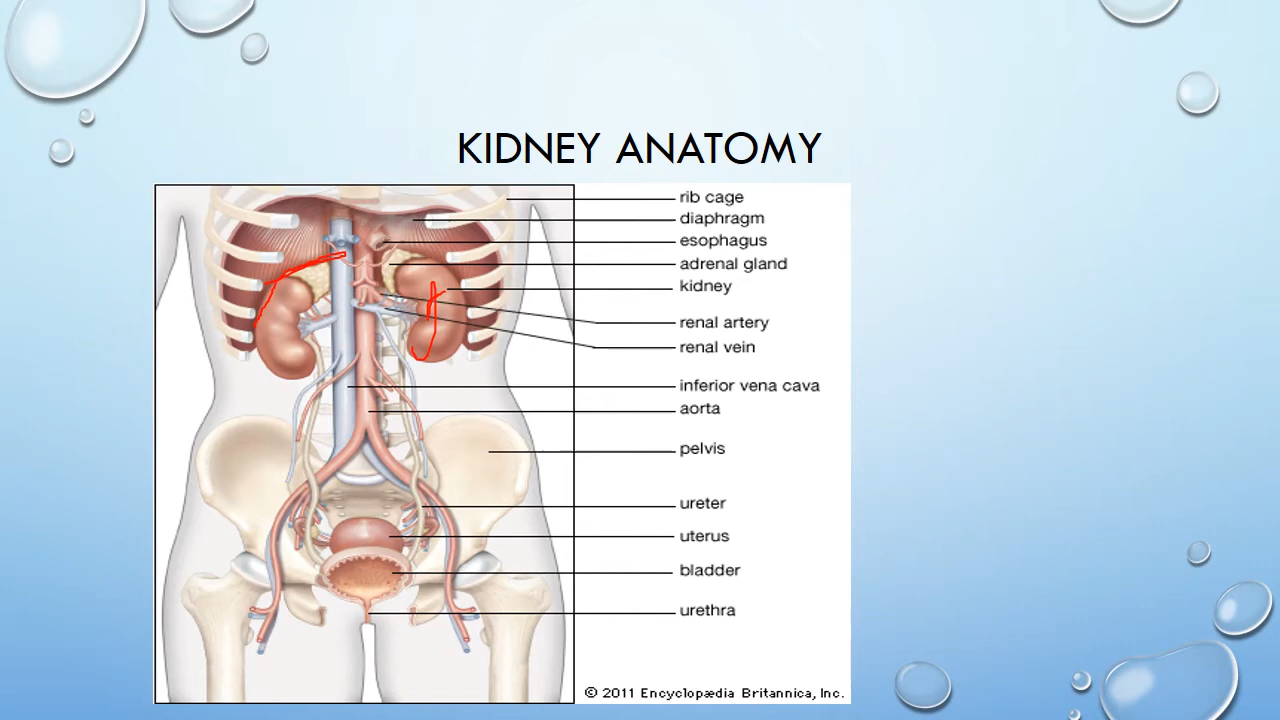 KIDNEY ANATOMY
rib cage
diaphragm
esophagus
adrenal gland
kidney
renal artery
renal vein
inferior vena cava
aorta
pelvis
ureter
uterus
bladder
urethra
© 2011 Encyclopædia Britannica, Inc.